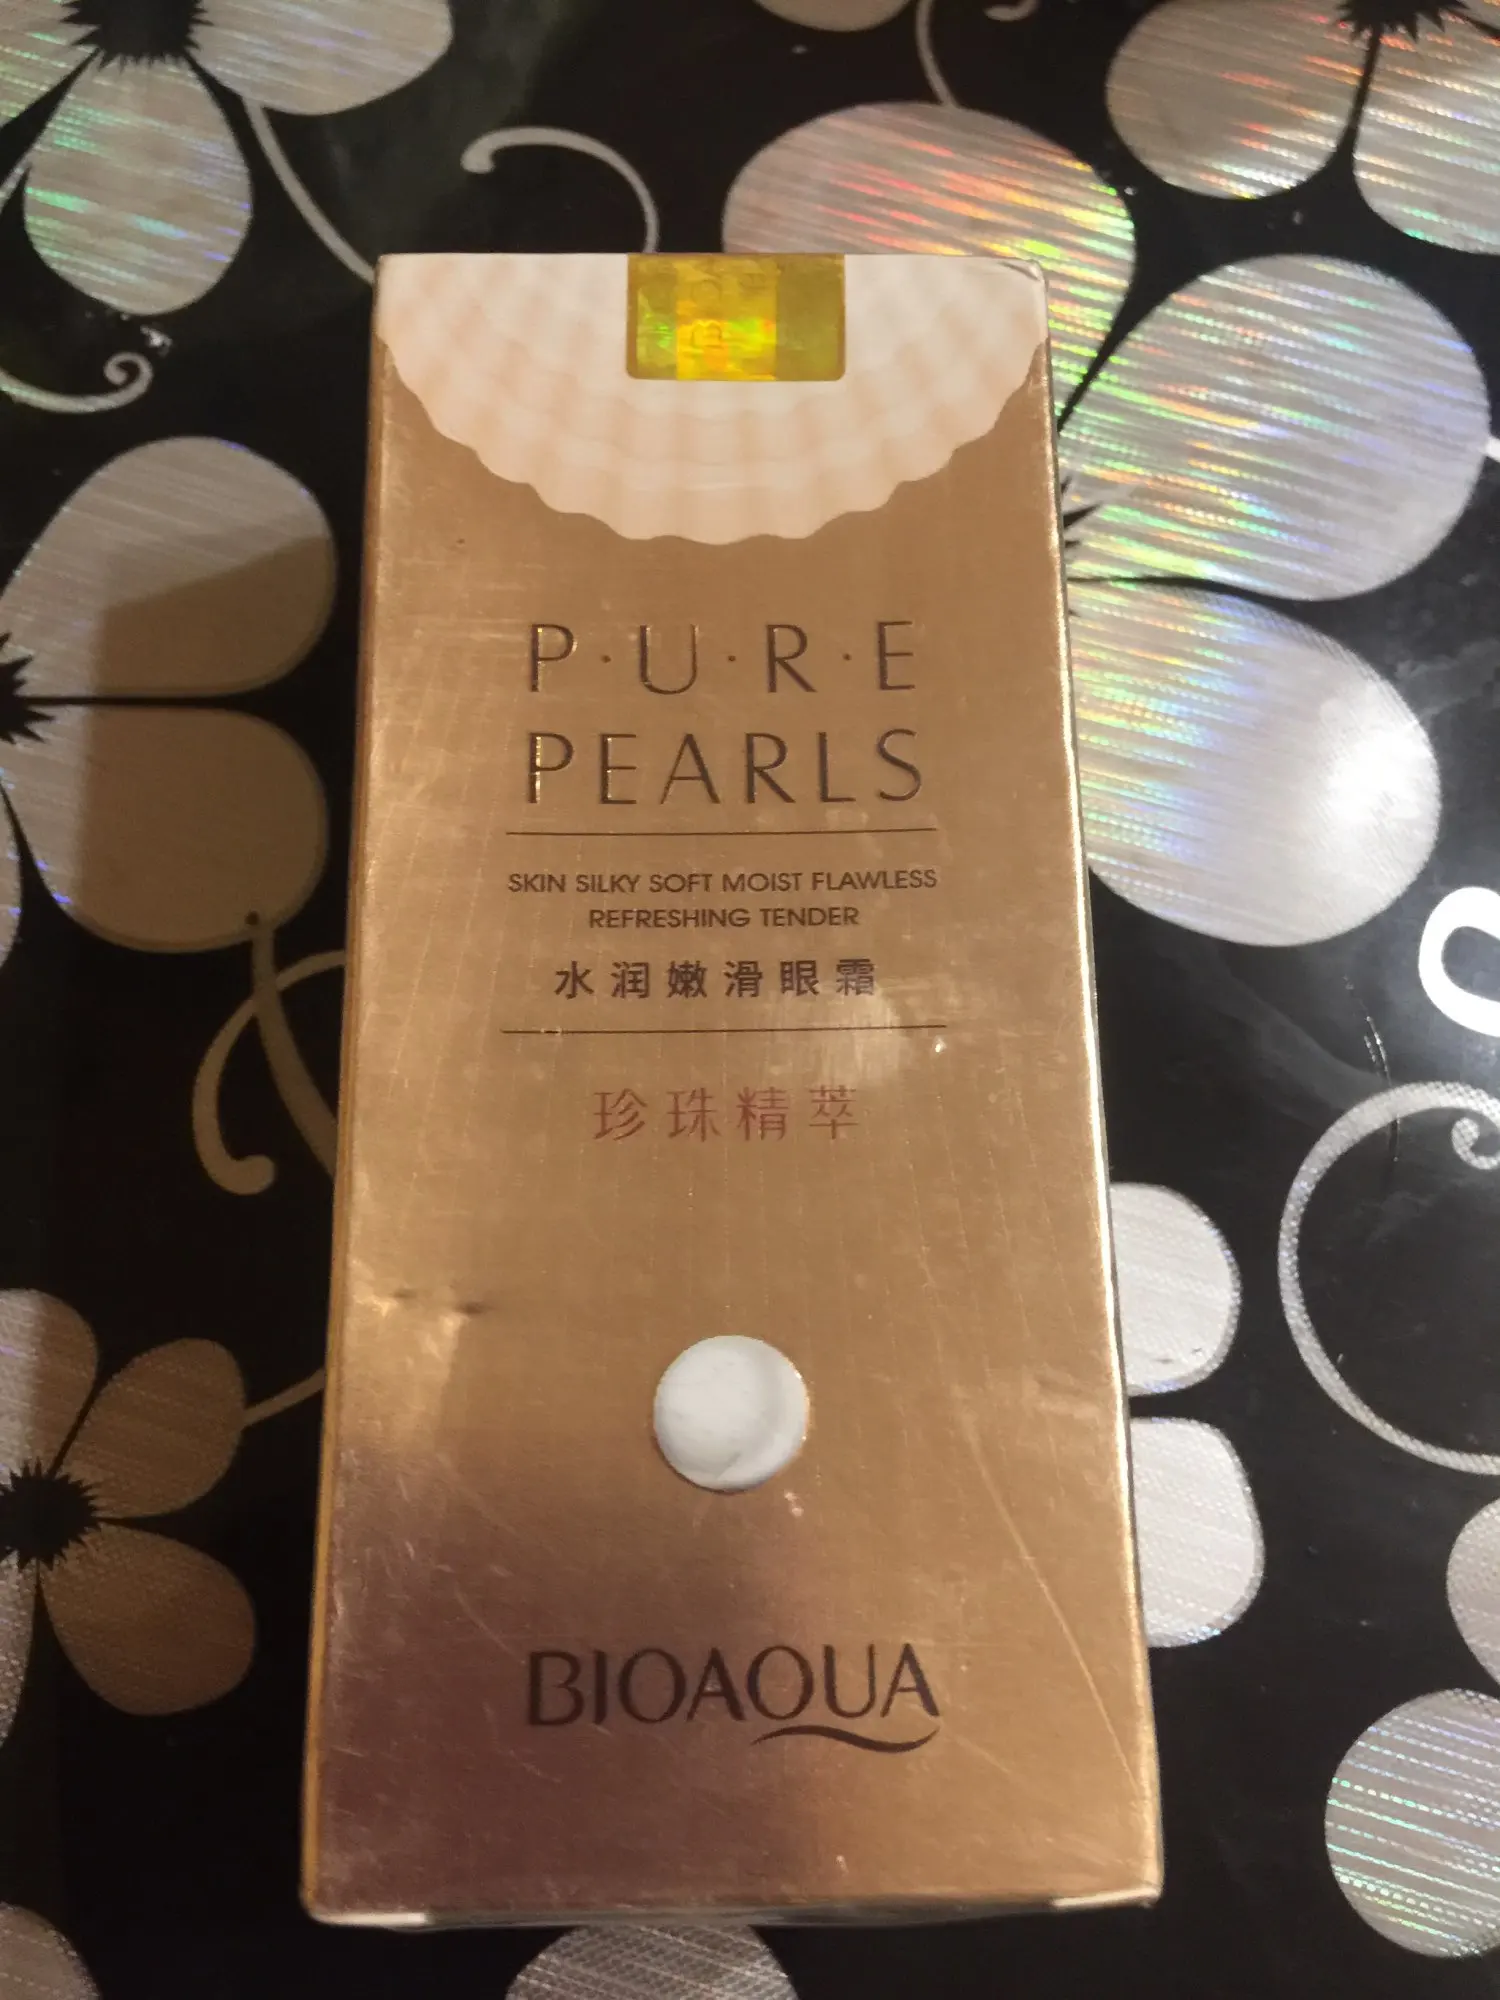 P·U·R·E
PEARLS
SKIN SILKY SOFT MOIST FLAWLESS
REFRESHING TENDER
水润嫩滑眼霜
珍珠精萃
BIOAQUA